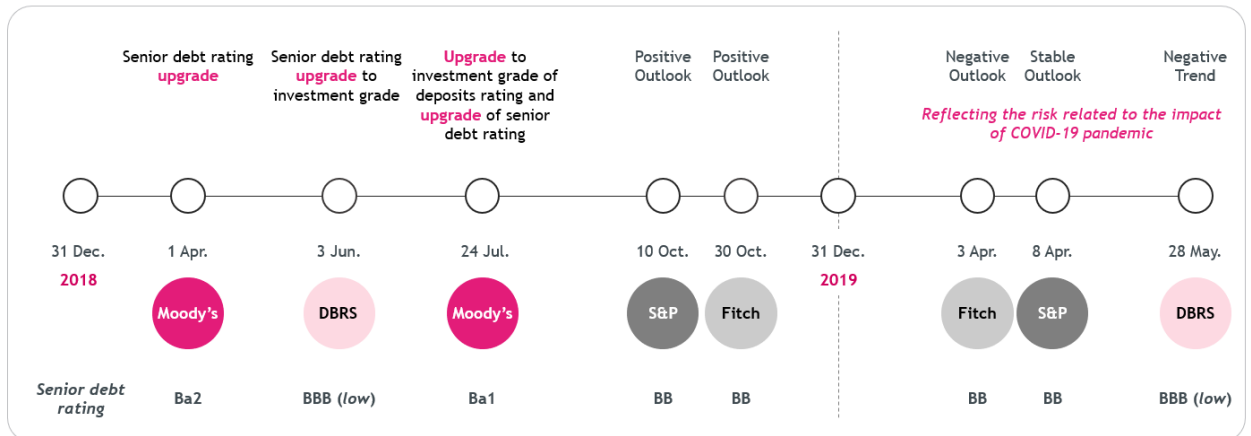 Senior debt rating
upgrade
Senior debt rating
upgrade to
investment grade
Upgrade to
investment grade of
deposits rating and
upgrade of senior
debt rating
Positive
Outlook
Positive
Outlook
Negative
Outlook
Stable
Outlook
Negative
Trend
Reflecting the risk related to the impact
of COVID-19 pandemic
31 Dec.
2018
1 Apr.
3 Jun.
24 Jul.
10 Oct.
30 Oct.
31 Dec.
2019
3 Apr.
8 Apr.
28 May.
Moody's
DBRS
Moody's
S&P
Fitch
Fitch
S&P
DBRS
Senior debt
rating
Ba2
BBB (low)
Ba1
BB
BB
BB
BB
BBB (low)